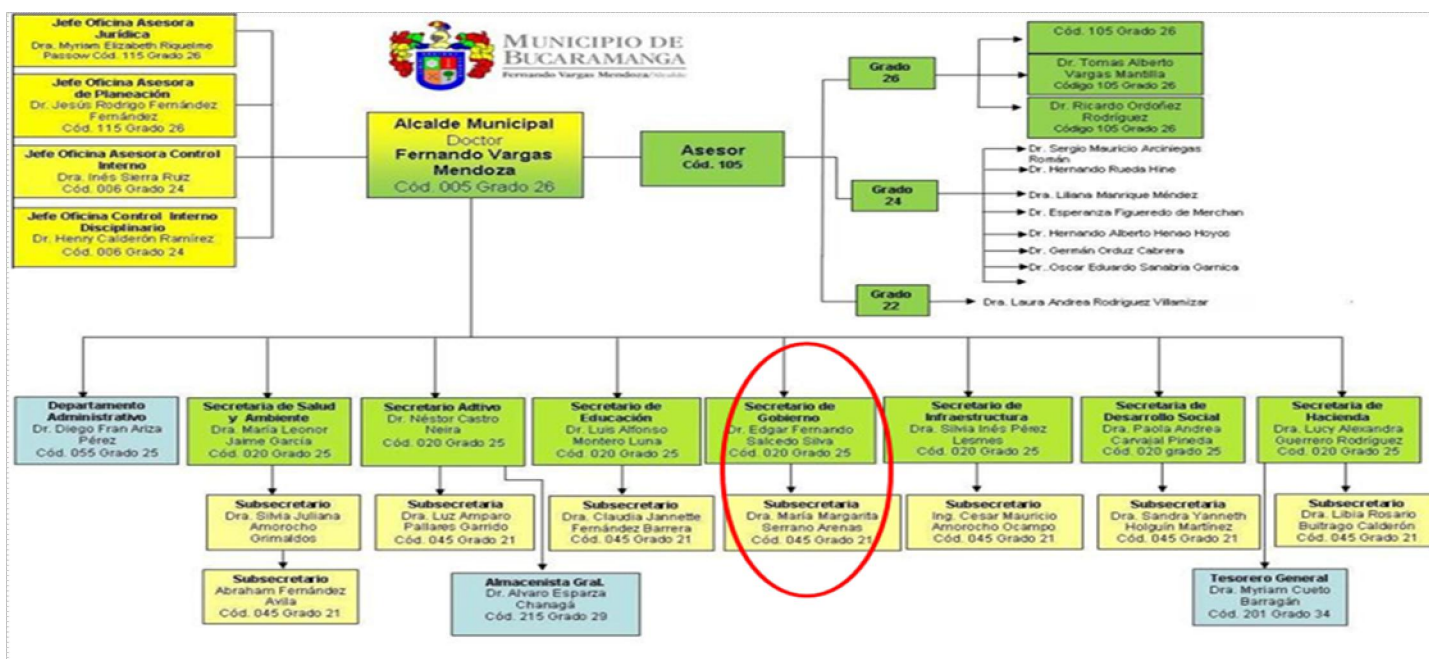 Jefe Oficina Asesora
Jurídica
Dra. Myriam Elizabeth Riquelme
Passow Cód. 115 Grado 26
Jefe Oficina Asesora
de Planeación
Dr. Jesús Rodrigo Fernández
Fernández
Cód. 115 Grado 26
Jefe Oficina Asesora Control
Interno
Dra. Inés Sierra Ruiz
Cód. 006 Grado 24
Jefe Oficina Control Interno
Disciplinario
Dr. Henry Calderón Ramírez
Cód. 006 Grado 24
MUNICIPIO DE
BUCARAMANGA
Fernando Vargas Mendoza/Alcalde
Alcalde Municipal
Doctor
Fernando Vargas
Mendoza
Cód. 005 Grado 26
Asesor
Cód. 105
Grado
26
Cód. 105 Grado 26
Dr. Tomas Alberto
Vargas Mantilla
Código 105 Grado 26
Dr. Ricardo Ordoñez
Rodríguez
Código 105 Grado 26
Grado
24
Dr. Sergio Mauricio Arciniegas
Román
Dr. Hernando Rueda Hine
Dra. Liliana Manrique Méndez
Dr. Esperanza Figueredo de Merchan
Dr. Hernando Alberto Henao Hoyos
Dr. Germán Orduz Cabrera
Dr. Oscar Eduardo Sanabria Garnica
Grado
22
Dra. Laura Andrea Rodriguez Villamizar
Departamento
Administrativo
Dr. Diego Fran Ariza
Pérez
Cód. 055 Grado 25
Secretaria de Salud
y Ambiente
Dra. María Leonor
Jaime García
Cód. 020 Grado 25
Secretario Adtivo
Dr. Néstor Castro
Neira
Cód. 020 Grado 25
Secretario de
Educación
Dr. Luis Alfonso
Montero Luna
Cód. 020 Grado 25
Secretario de
Gobierno
Dr. Edgar Fernando
Salcedo Silva
Cód. 020 Grado 25
Secretario de
Infraestructura
Dra. Silvia Inés Pérez
Lesmes
Cód. 020 Grado 25
Secretaria de
Desarrollo Social
Dra. Paola Andrea
Carvajal Pineda
Cód. 020 grado 25
Secretaria de
Hacienda
Dra. Lucy Alexandra
Guerrero Rodríguez
Cód. 020 Grado 25
Subsecretario
Dra. Silvia Juliana
Amorocho
Grimaldos
Subsecretaria
Dra. Luz Amparo
Pallares Garrido
Cód. 045 Grado 21
Subsecretario
Dra. Claudia Jannette
Fernández Barrera
Cód. 045 Grado 21
Subsecretaria
Dra. María Margarita
Serrano Arenas
Cód. 045 Grado 21
Subsecretario
Ing. Cesar Mauricio
Amorocho Ocampo
Cód. 045 Grado 21
Subsecretario
Dra. Sandra Yanneth
Holguín Martínez
Cód. 045 Grado 21
Subsecretario
Dra. Libia Rosario
Buitrago Calderón
Cód. 045 Grado 21
Subsecretario
Abraham Fernández
Avila
Cód. 045 Grado 21
Almacenista Gral.
Dr. Alvaro Esparza
Chanagá
Cód. 215 Grado 29
Tesorero General
Dra. Myriam Cueto
Barragán
Cód. 201 Grado 34